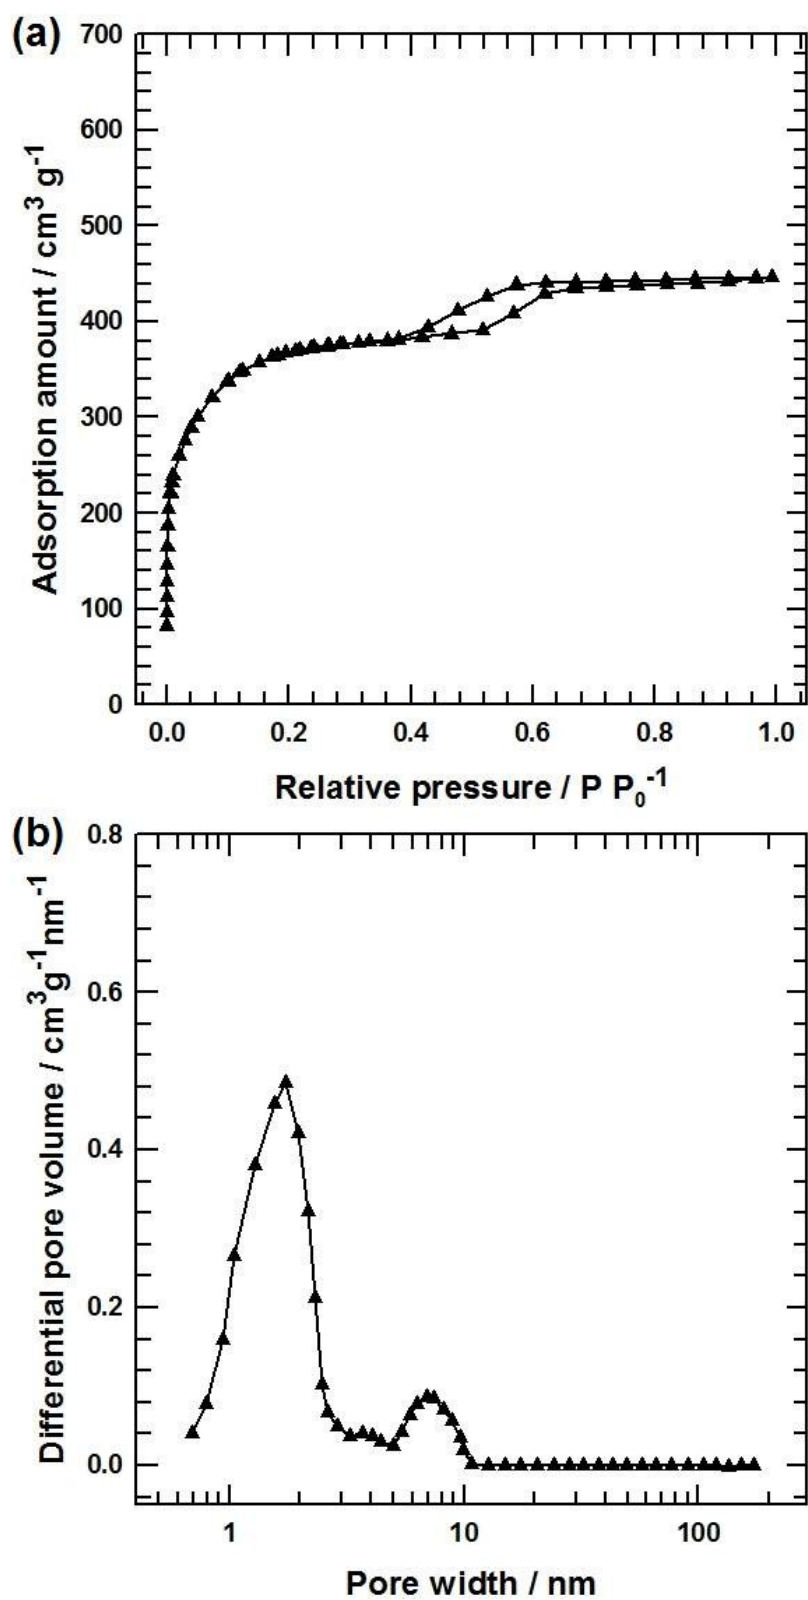 (a)
700
600
500
400
300
200
100
0
Adsorption amount / cm³ g⁻¹
0.0 0.2 0.4 0.6 0.8 1.0
Relative pressure / P P₀⁻¹
(b)
0.8
0.6
0.4
0.2
0.0
Differential pore volume / cm³g⁻¹nm⁻¹
1 10 100
Pore width / nm